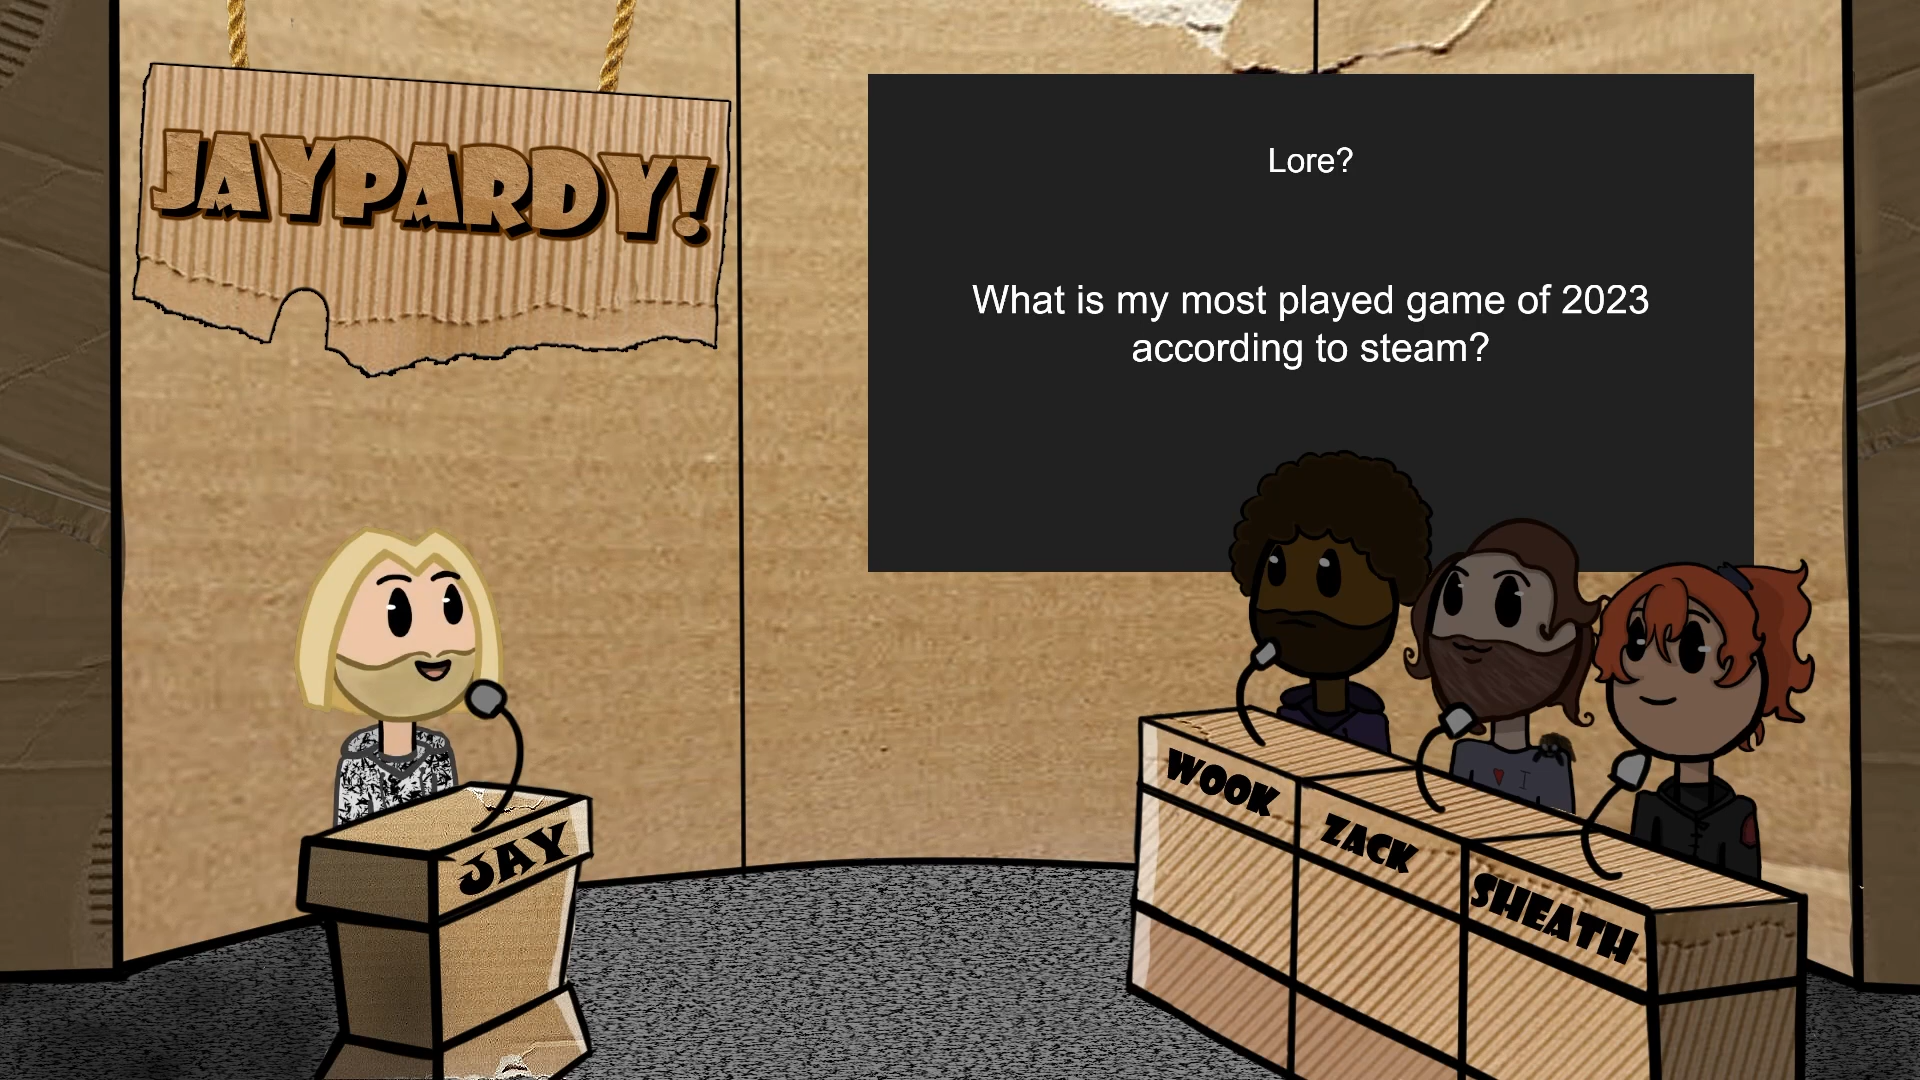 JAYPARDY!
Lore?
What is my most played game of 2023
according to steam?
JAY
WOOK
ZACK
SHEATH
I